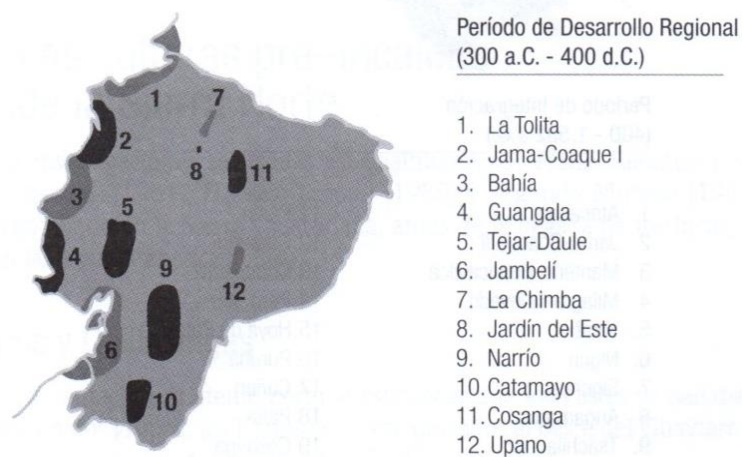 Período de Desarrollo Regional
(300 a.C. - 400 d.C.)
1. La Tolita
2. Jama-Coaque I
3. Bahía
4. Guangala
5. Tejar-Daule
6. Jambelí
7. La Chimba
8. Jardín del Este
9. Narrío
10. Catamayo
11. Cosanga
12. Upano
1
7
2
8
11
3
5
4
9
12
6
10